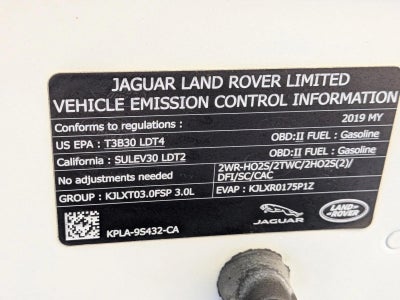 JAGUAR LAND ROVER LIMITED
VEHICLE EMISSION CONTROL INFORMATION
Conforms to regulations : 2019 MY
US EPA : T3B30 LDT4 OBD:II FUEL : Gasoline
California : SULEV30 LDT2 OBD:II FUEL : Gasoline
No adjustments needed 2WR-HO2S/2TWC/2HO2S(2)/
DFI/SC/CAC
GROUP : KJLXT03.0FSP 3.0L EVAP : KJLXR0175P1Z
KPLA-9S432-CA JAGUAR LAND-ROVER